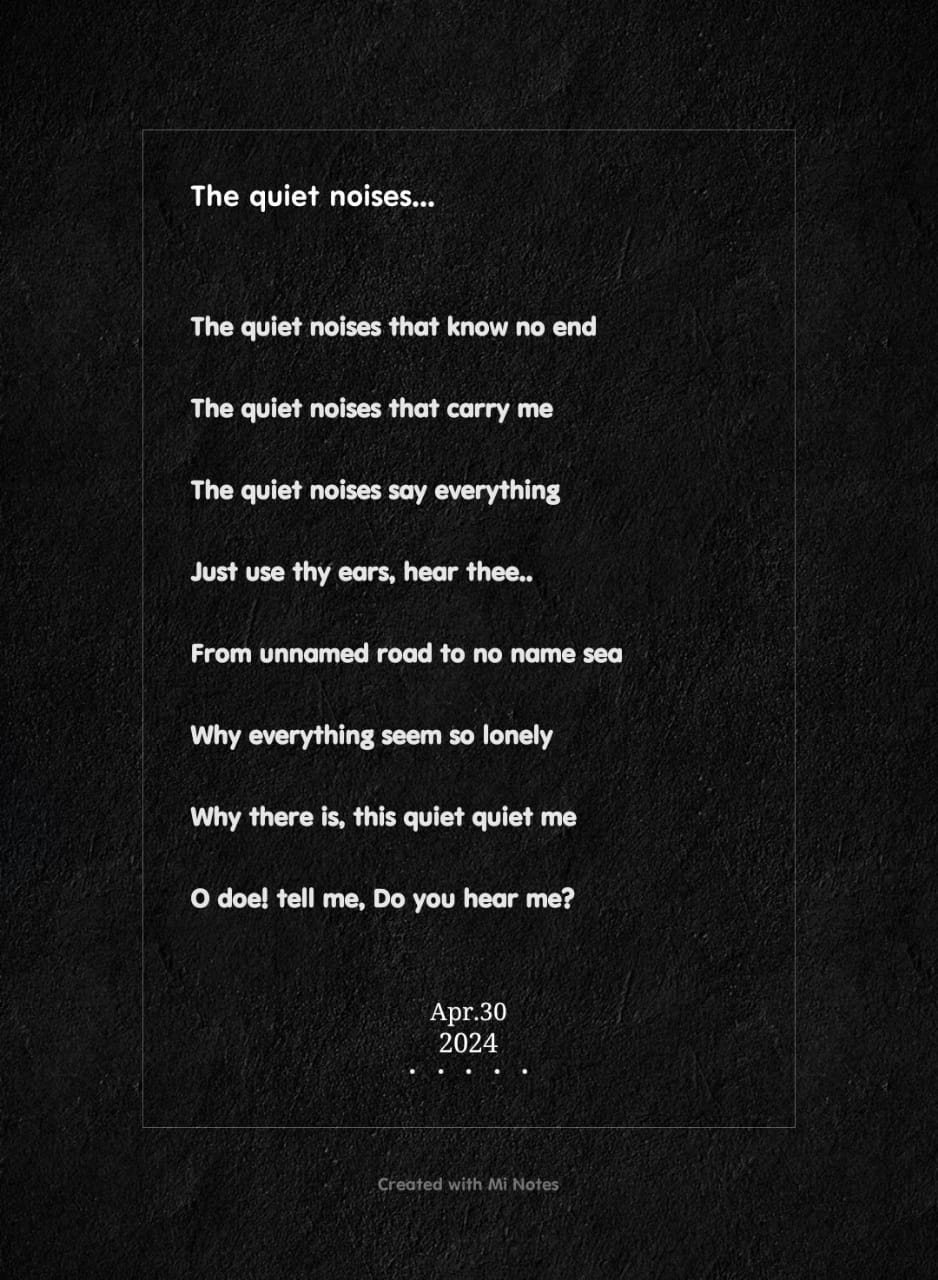 The quiet noises...
The quiet noises that know no end
The quiet noises that carry me
The quiet noises say everything
Just use thy ears, hear thee..
From unnamed road to no name sea
Why everything seem so lonely
Why there is, this quiet quiet me
O doe! tell me, Do you hear me?
Apr.30
2024
• • • • •
Created with Mi Notes